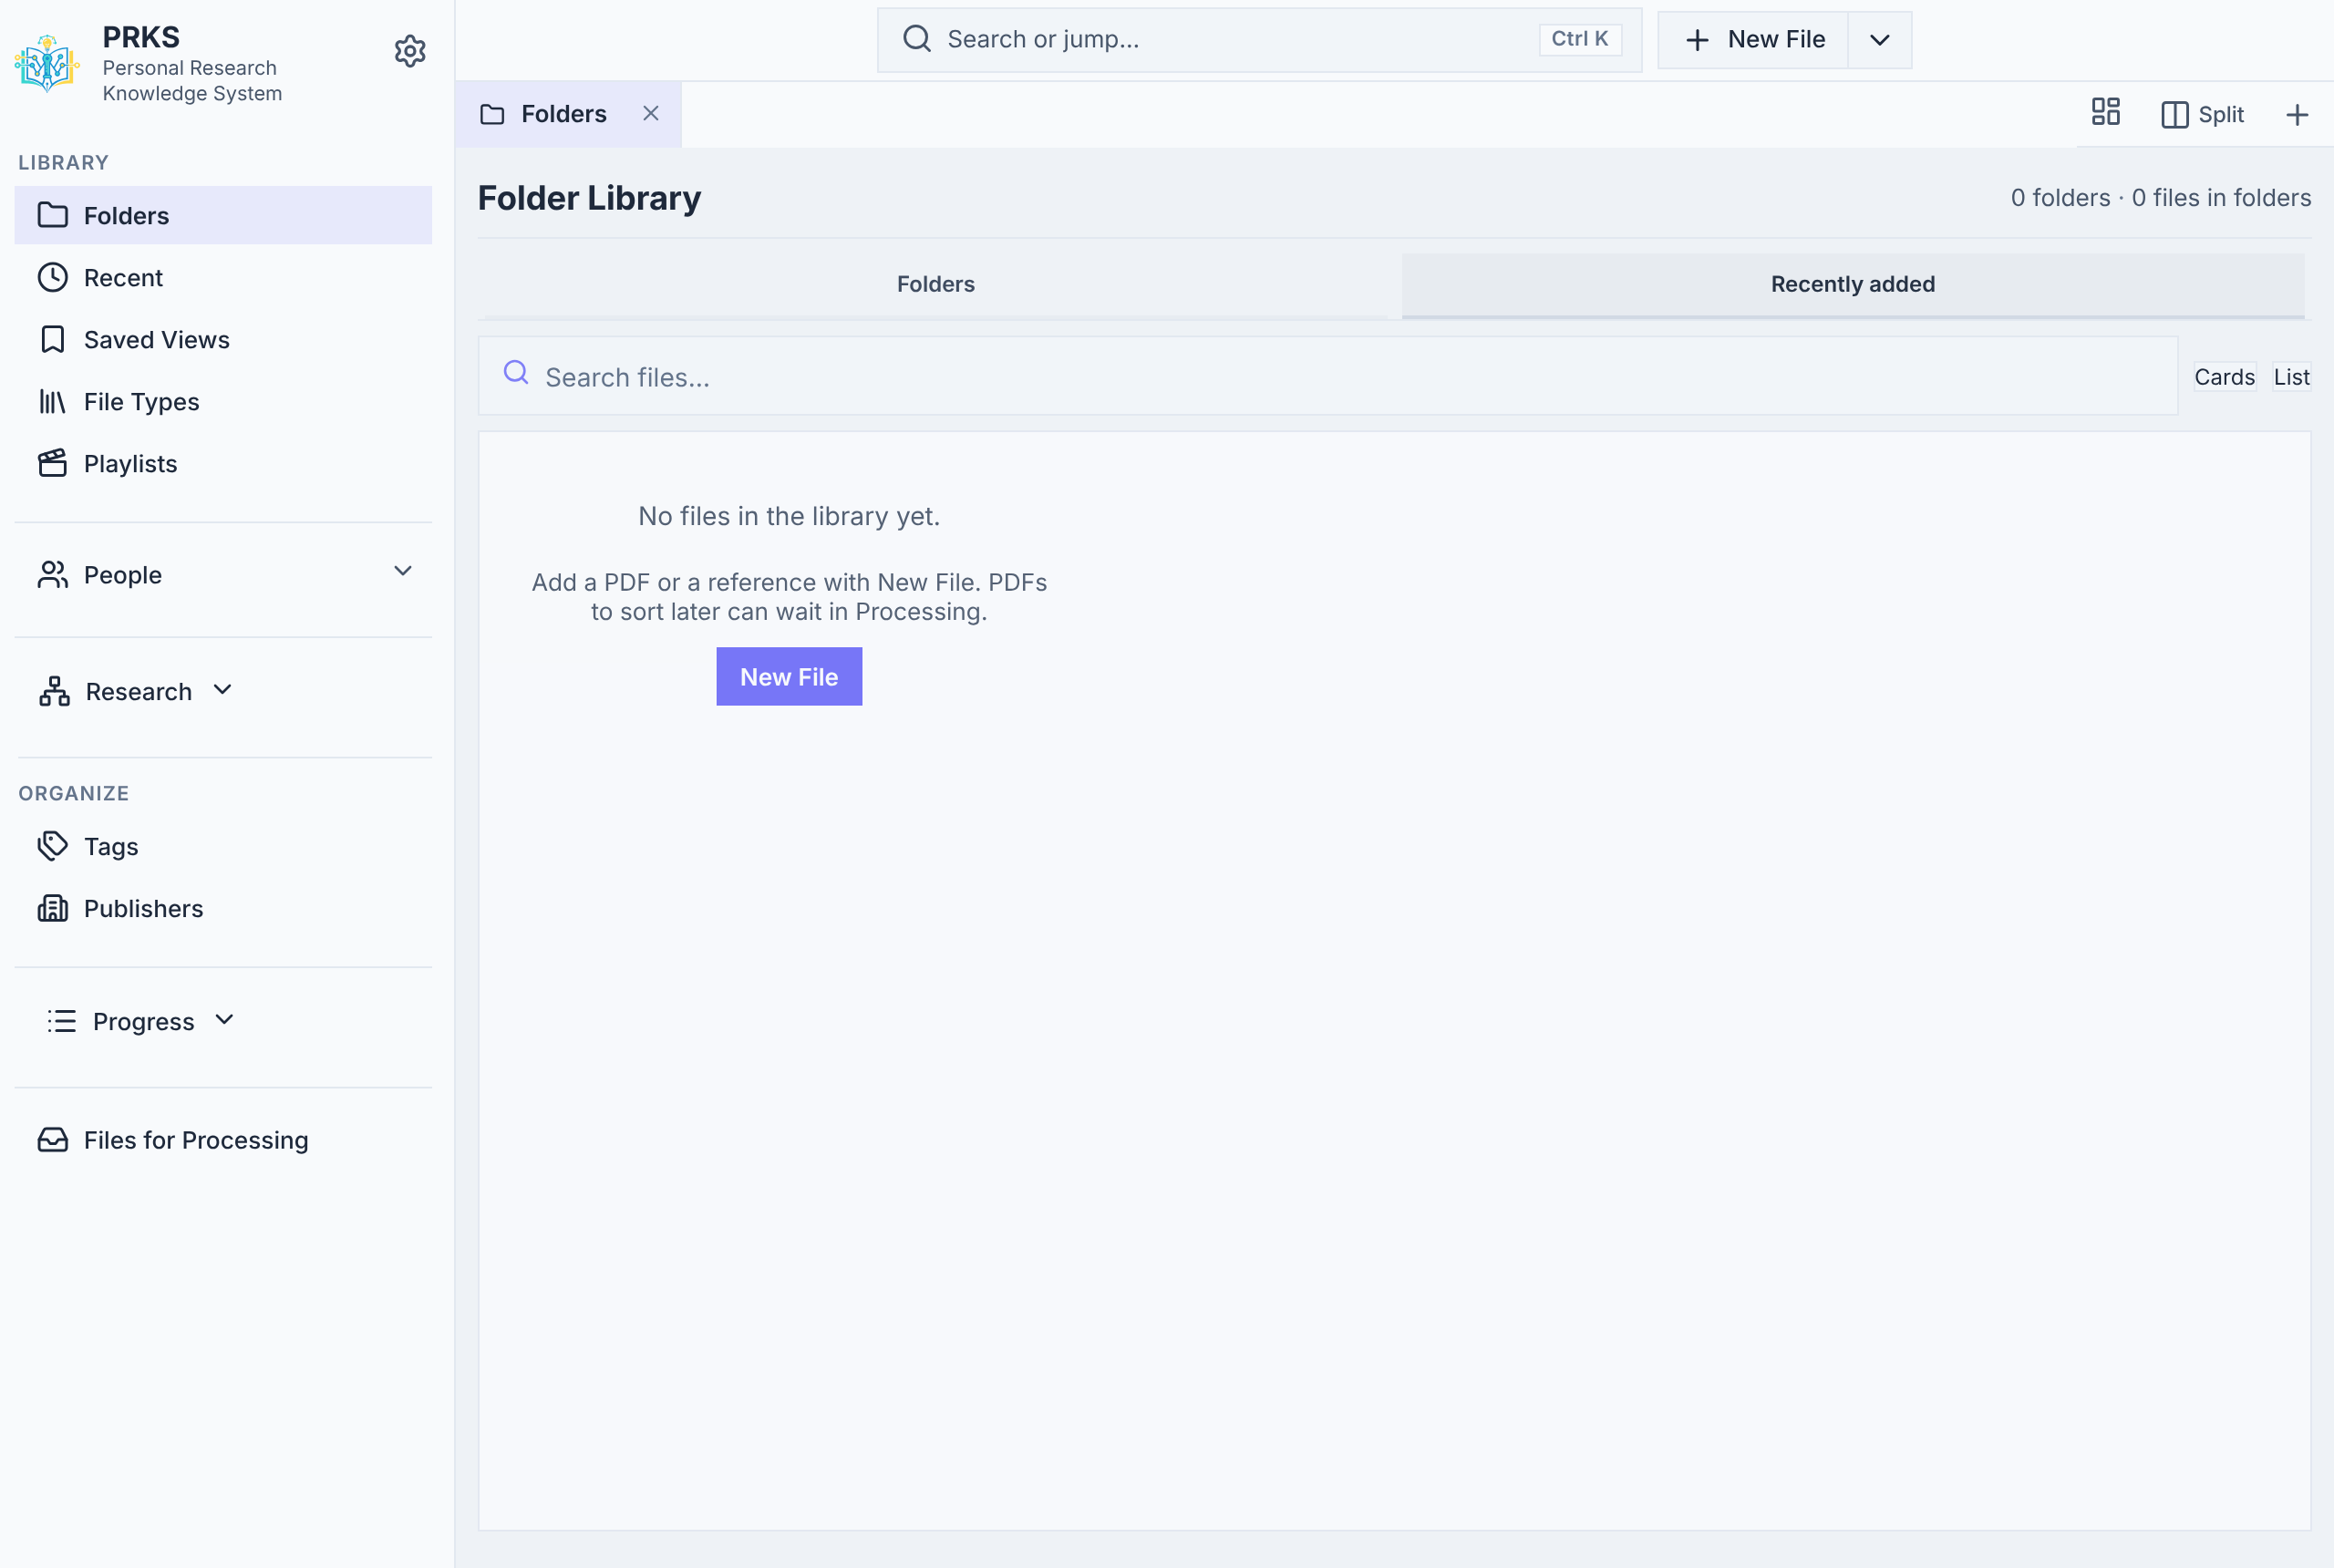 PRKS
Personal Research
Knowledge System
LIBRARY
Folders
Recent
Saved Views
File Types
Playlists
People
Research
ORGANIZE
Tags
Publishers
Progress
Files for Processing
Search or jump...
Ctrl K
New File
Folders
Split
Folder Library
0 folders · 0 files in folders
Folders
Recently added
Search files...
Cards
List
No files in the library yet.
Add a PDF or a reference with New File. PDFs
to sort later can wait in Processing.
New File